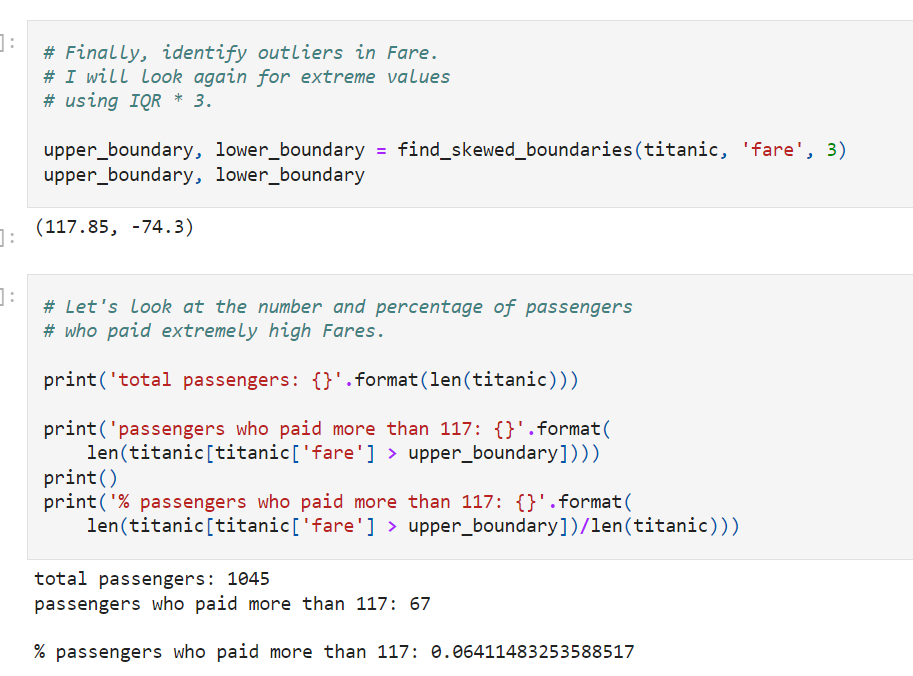 ]:
# Finally, identify outliers in Fare.
# I will look again for extreme values
# using IQR * 3.
upper_boundary, lower_boundary = find_skewed_boundaries(titanic, 'fare', 3)
upper_boundary, lower_boundary
]:
(117.85, -74.3)
]:
# Let's look at the number and percentage of passengers
# who paid extremely high Fares.
print('total passengers: {}'.format(len(titanic)))
print('passengers who paid more than 117: {}'.format(
len(titanic[titanic['fare'] > upper_boundary])))
print()
print('% passengers who paid more than 117: {}'.format(
len(titanic[titanic['fare'] > upper_boundary])/len(titanic)))
total passengers: 1045
passengers who paid more than 117: 67
% passengers who paid more than 117: 0.06411483253588517